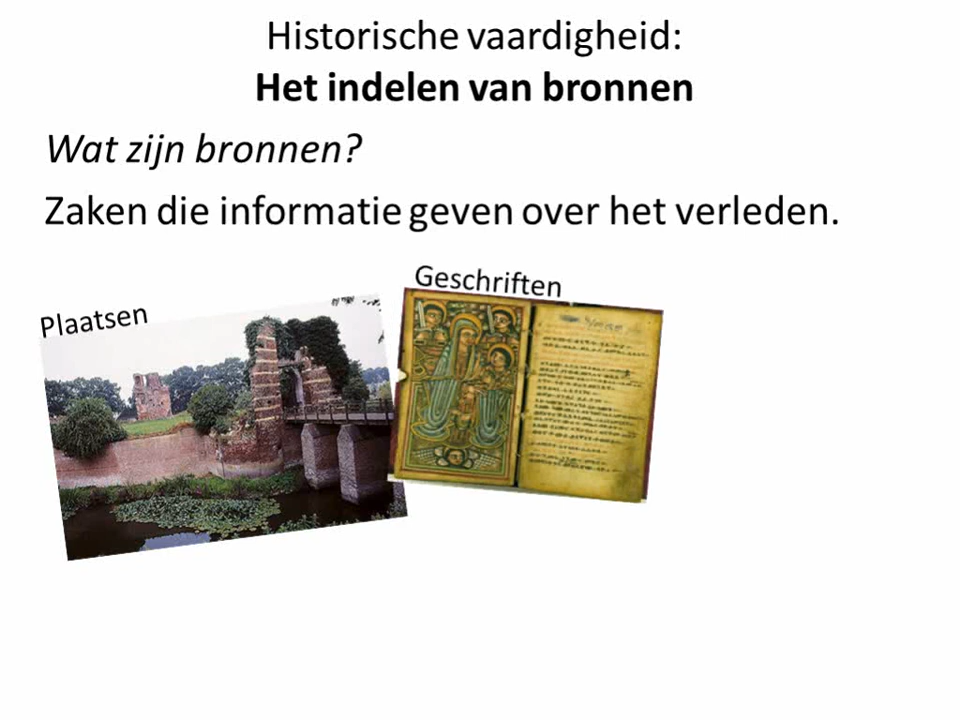 Historische vaardigheid:
Het indelen van bronnen
Wat zijn bronnen?
Zaken die informatie geven over het verleden.
Geschriften
Plaatsen